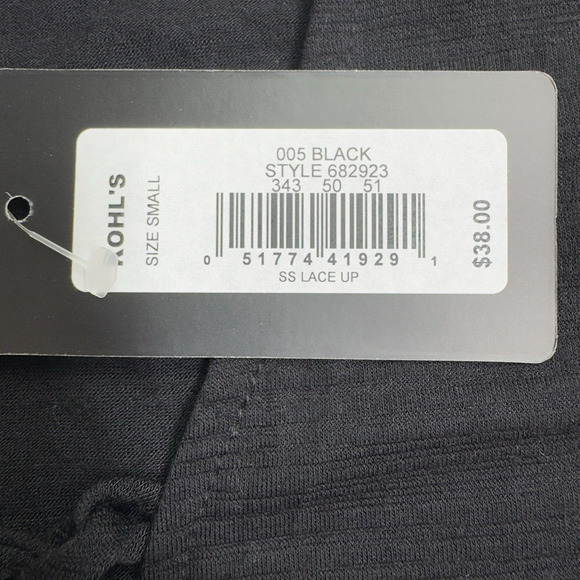 005 BLACK
STYLE 682923
343 50 51
0 51774 41929 1
SS LACE UP
KOHL'S
SIZE SMALL
$38.00